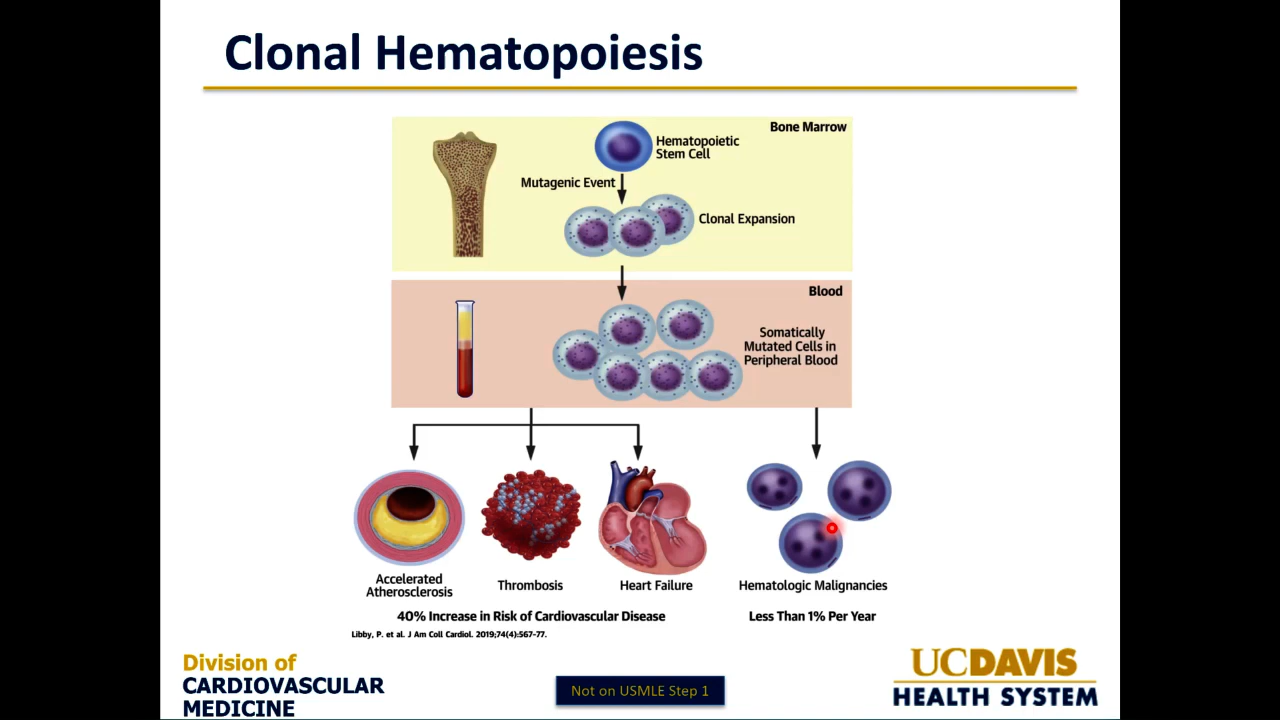 Clonal Hematopoiesis
Bone Marrow
Hematopoietic
Stem Cell
Mutagenic Event
Clonal Expansion
Blood
Somatically
Mutated Cells in
Peripheral Blood
Accelerated
Atherosclerosis
Thrombosis
Heart Failure
Hematologic Malignancies
40% Increase in Risk of Cardiovascular Disease
Less Than 1% Per Year
Libby, P. et al. J Am Coll Cardiol. 2019;74(4):567-77.
Division of
CARDIOVASCULAR
MEDICINE
Not on USMLE Step 1
UCDAVIS
HEALTH SYSTEM